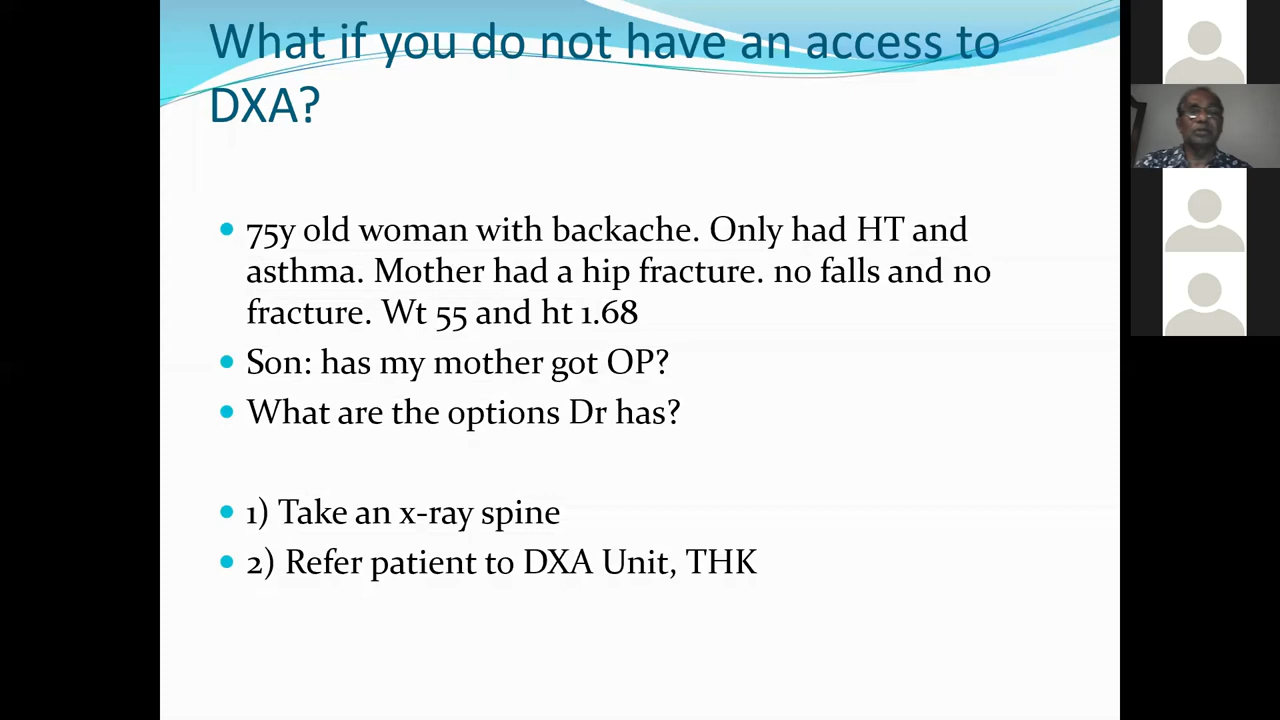 What if you do not have an access to
DXA?
75y old woman with backache. Only had HT and
asthma. Mother had a hip fracture. no falls and no
fracture. Wt 55 and ht 1.68
Son: has my mother got OP?
What are the options Dr has?
1) Take an x-ray spine
2) Refer patient to DXA Unit, THK